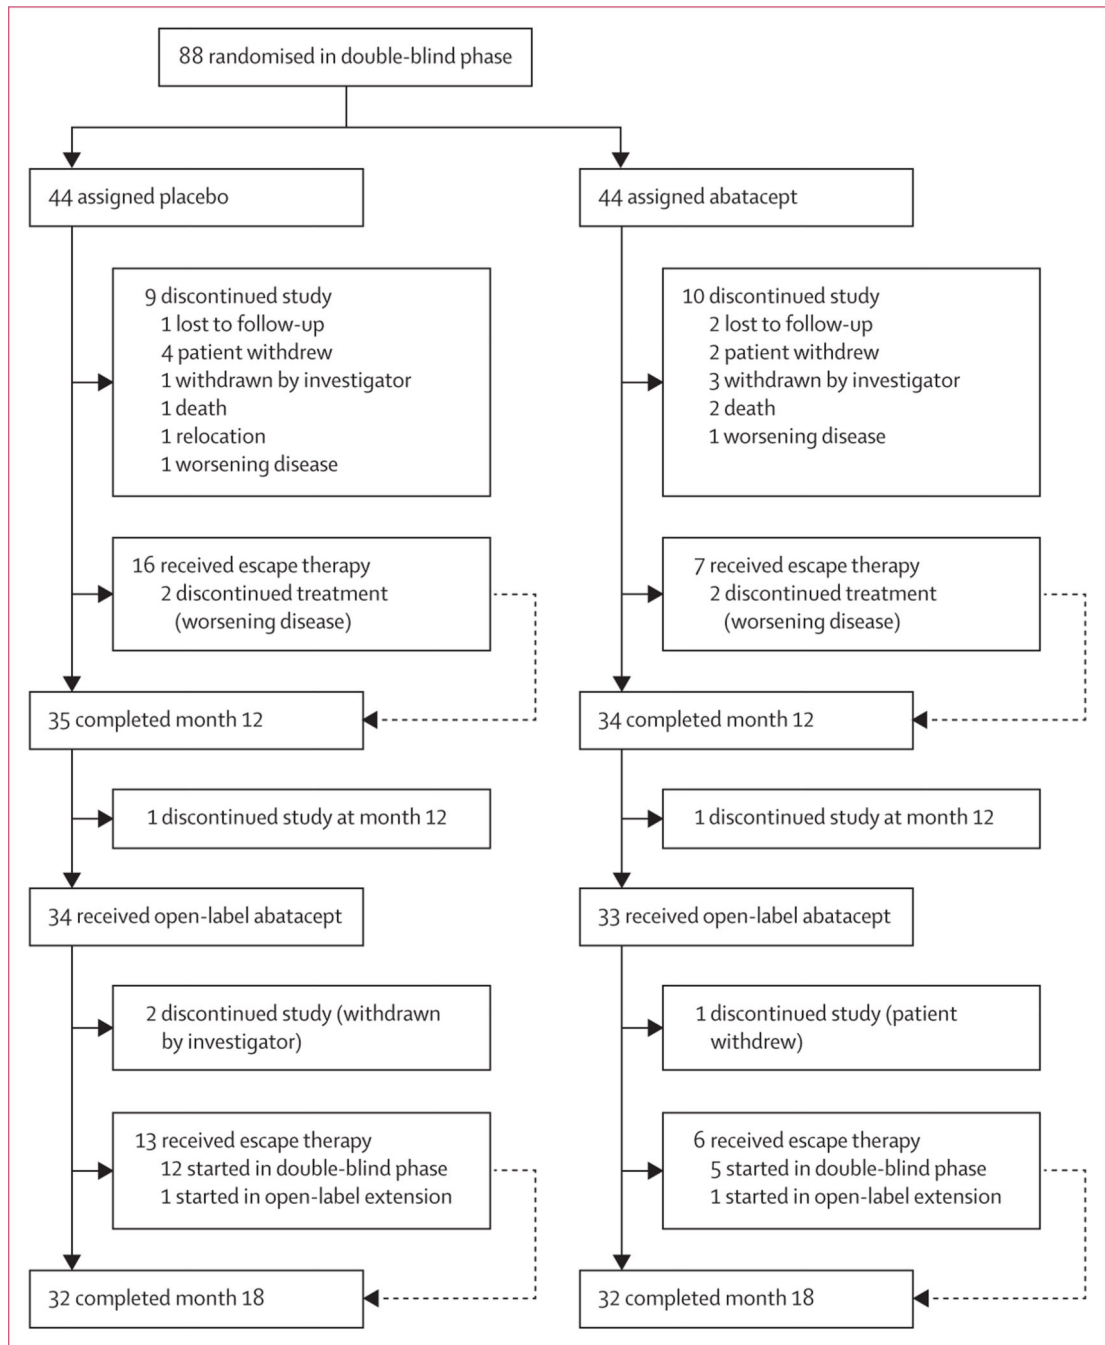 88 randomised in double-blind phase
44 assigned placebo
44 assigned abatacept
9 discontinued study
1 lost to follow-up
4 patient withdrew
1 withdrawn by investigator
1 death
1 relocation
1 worsening disease
10 discontinued study
2 lost to follow-up
2 patient withdrew
3 withdrawn by investigator
2 death
1 worsening disease
16 received escape therapy
2 discontinued treatment
(worsening disease)
7 received escape therapy
2 discontinued treatment
(worsening disease)
35 completed month 12
34 completed month 12
1 discontinued study at month 12
1 discontinued study at month 12
34 received open-label abatacept
33 received open-label abatacept
2 discontinued study (withdrawn
by investigator)
1 discontinued study (patient
withdrew)
13 received escape therapy
12 started in double-blind phase
1 started in open-label extension
6 received escape therapy
5 started in double-blind phase
1 started in open-label extension
32 completed month 18
32 completed month 18